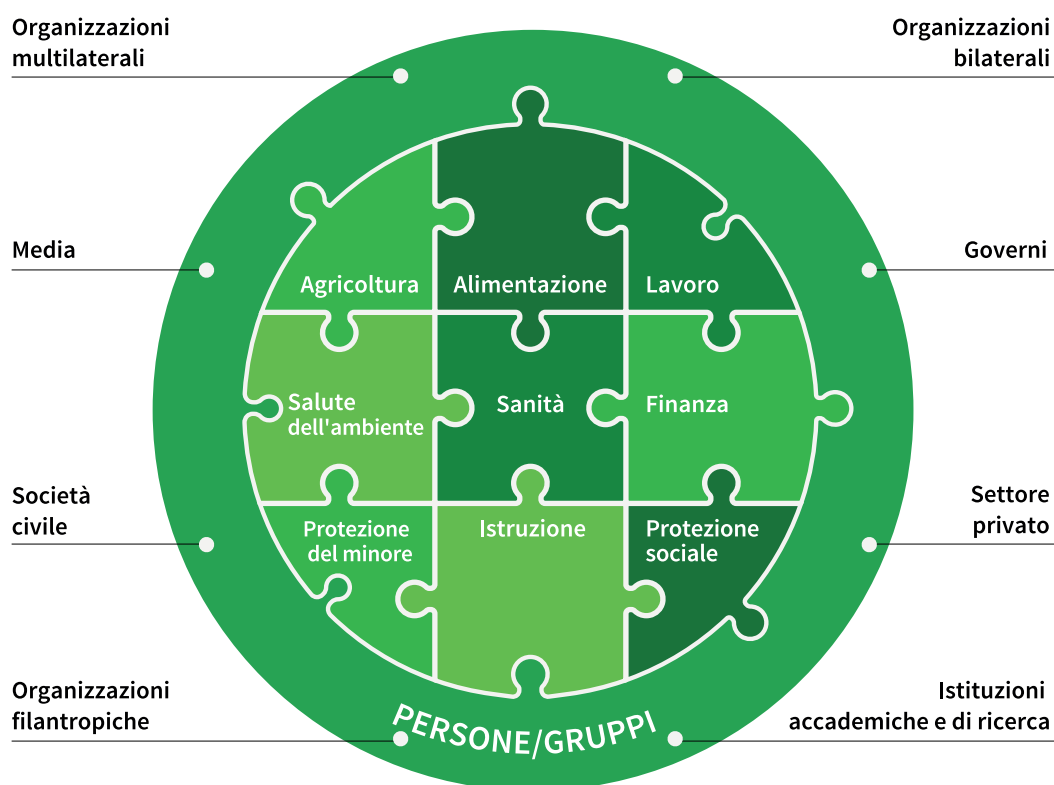 Organizzazioni
multilaterali
Organizzazioni
bilaterali
Media
Governi
Agricoltura
Alimentazione
Lavoro
Salute
dell'ambiente
Sanità
Finanza
Società
civile
Settore
privato
Protezione
del minore
Istruzione
Protezione
sociale
Organizzazioni
filantropiche
Istituzioni
accademiche e di ricerca
PERSONE/GRUPPI